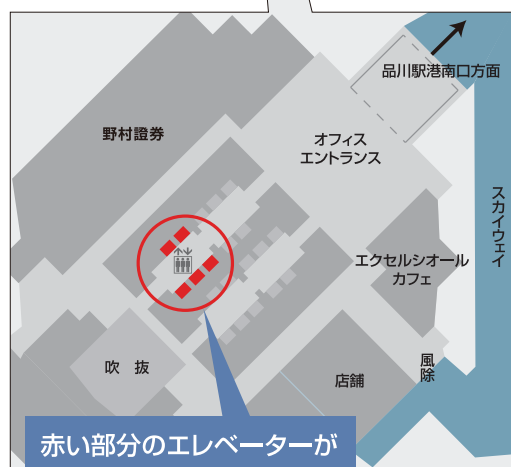 品川駅港南口方面
野村證券
オフィス
エントランス
スカイウェイ
エクセルシオール
カフェ
風除
吹 抜
店舗
赤い部分のエレベーターが